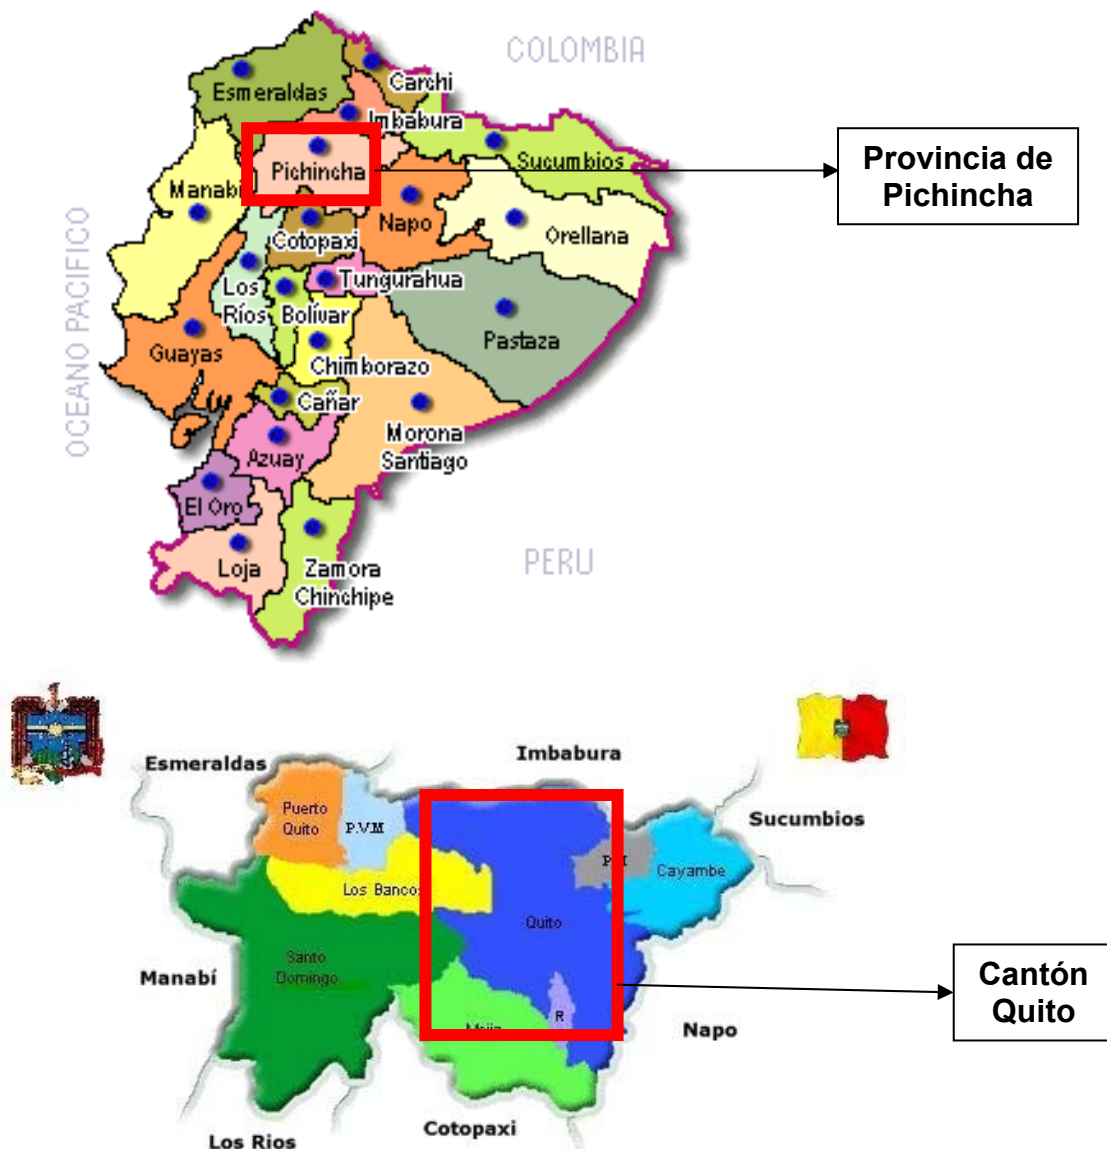 COLOMBIA
Carchi
Esmeraldas
Imbabura
Sucumbios
Pichincha
Provincia de
Pichincha
Manabí
Napo
Orellana
Cotopaxi
OCEANO PACIFICO
Los
Ríos
Bolívar
Tungurahua
Pastaza
Guayas
Chimborazo
Cañar
Morona
Santiago
Azuay
El Oro
Loja
Zamora
Chinchipe
PERU
Esmeraldas
Imbabura
Sucumbios
Puerto
Quito
P.V.M
Cayambe
Los Bancos
Quito
Santo
Domingo
Manabí
Cantón
Quito
R
Mejia
Napo
Cotopaxi
Los Rios